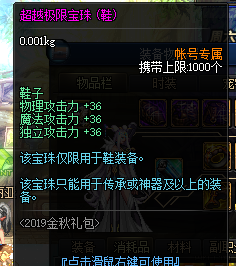 超越极限宝珠（鞋）
0.001kg
帐号专属
携带上限1000个
鞋子
物理攻击力 +36
魔法攻击力 +36
独立攻击力 +36
该宝珠仅限用于鞋装备。
该宝珠只能用于传承或神器及以上的装备。
<2019金秋礼包>
装备 消耗品 材料
『点击滑鼠右键可使用』